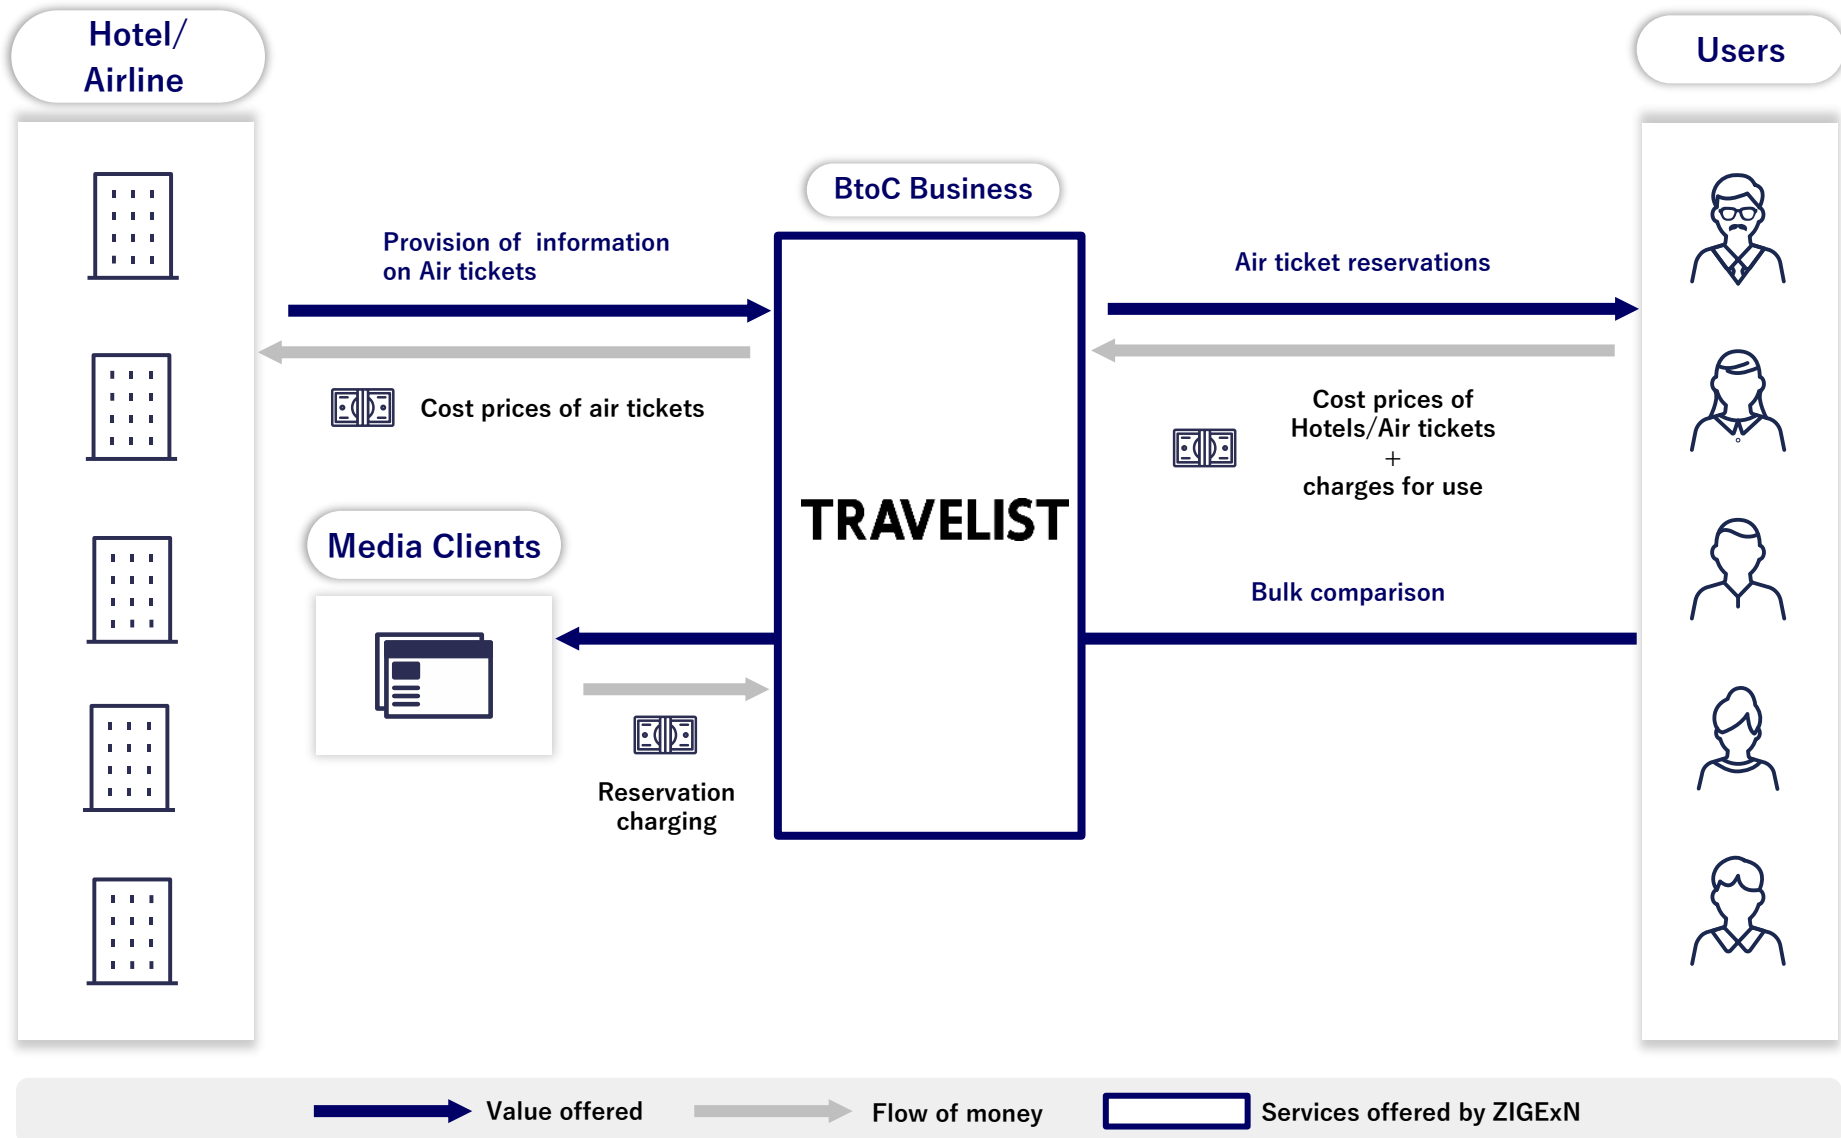 Hotel/
Airline
Users
BtoC Business
Provision of  information
on Air tickets
Air ticket reservations
Cost prices of air tickets
Cost prices of
Hotels/Air tickets
+
charges for use
TRAVELIST
Media Clients
Bulk comparison
Reservation
charging
Value offered
Flow of money
Services offered by ZIGExN